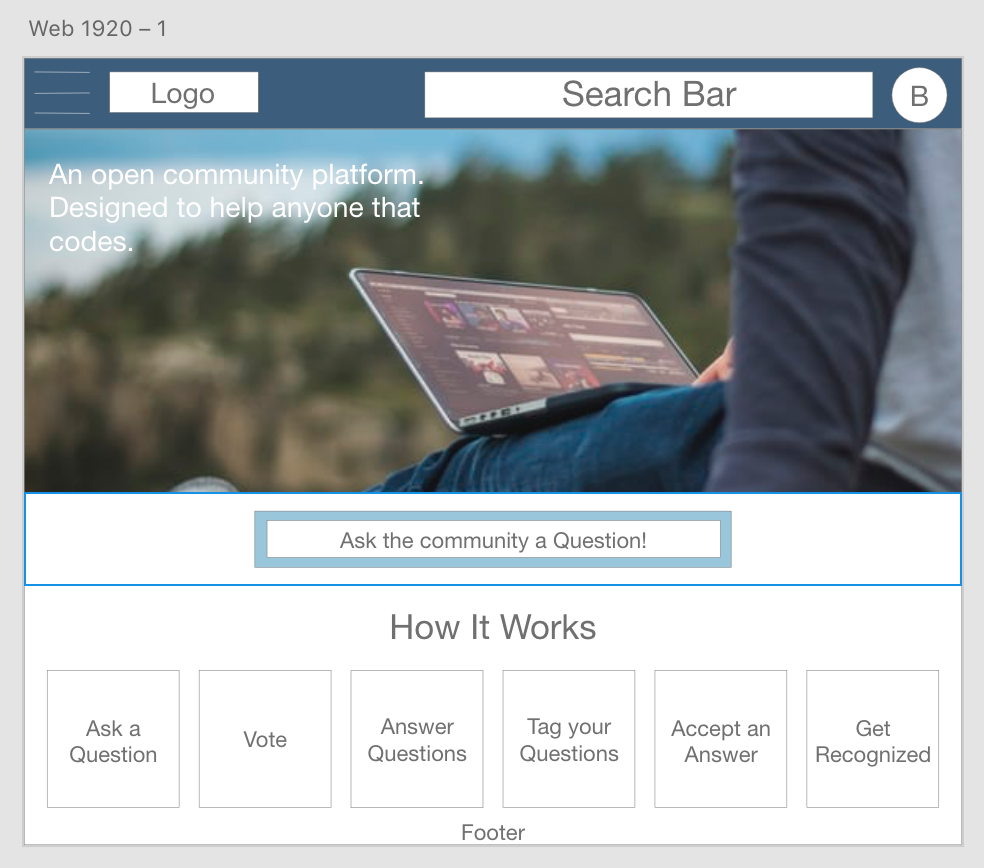 Web 1920 – 1
Logo
Search Bar
B
An open community platform.
Designed to help anyone that
codes.
Ask the community a Question!
How It Works
Ask a
Question
Vote
Answer
Questions
Tag your
Questions
Accept an
Answer
Get
Recognized
Footer